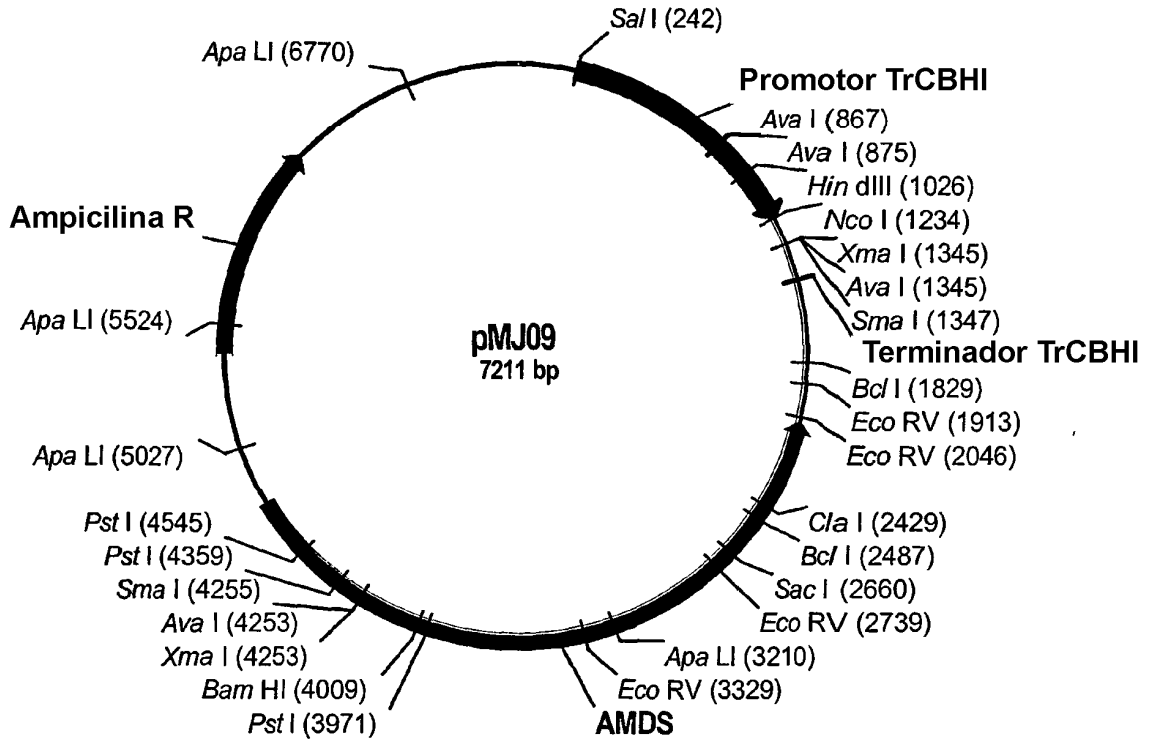 Sal I (242)
Apa LI (6770)
Promotor TrCBHI
Ava I (867)
Ava I (875)
Hin dIII (1026)
Nco I (1234)
Xma I (1345)
Ava I (1345)
Sma I (1347)
Terminador TrCBHI
Bcl I (1829)
Eco RV (1913)
Eco RV (2046)
Cla I (2429)
Bcl I (2487)
Sac I (2660)
Eco RV (2739)
Apa LI (3210)
Eco RV (3329)
AMDS
Pst I (3971)
Bam HI (4009)
Xma I (4253)
Ava I (4253)
Sma I (4255)
Pst I (4359)
Pst I (4545)
Apa LI (5027)
Apa LI (5524)
Ampicilina R
pMJ09
7211 bp